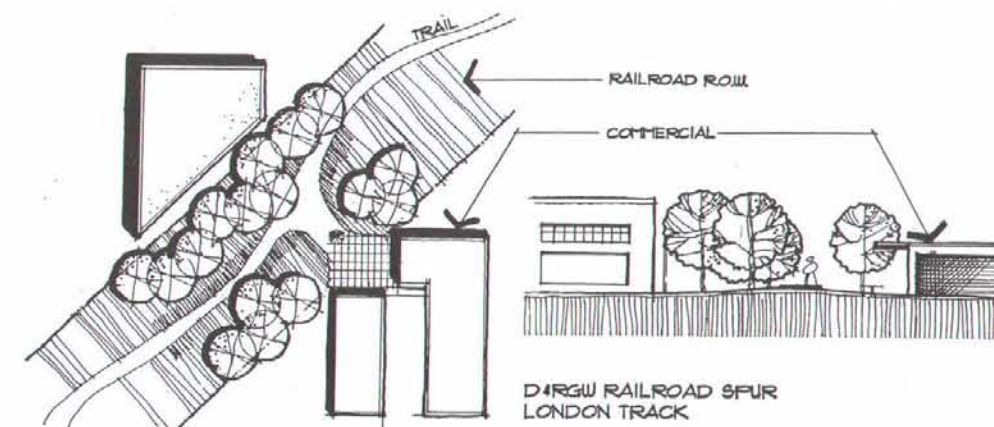 TRAIL
RAILROAD R.O.W.
COMMERCIAL
D&RGW RAILROAD SPUR
LONDON TRACK